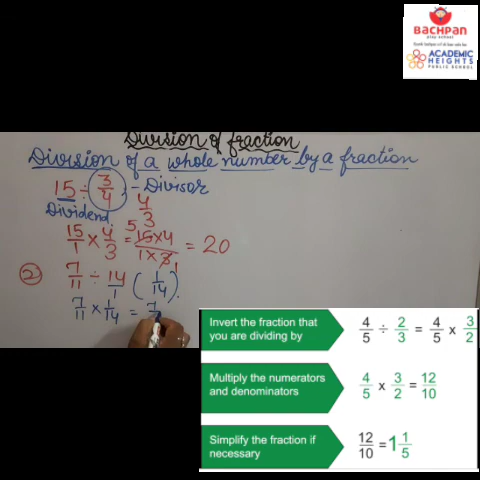 BACHPAN
play school
ACADEMIC
HEIGHTS
PUBLIC SCHOOL
Division of fraction
Division of a whole number by a fraction
15 ÷ 3/4 - Divisor
Dividend 4/3
15/1 × 4/3 = 5 15×4 / 1×3 1 = 20
② 7/11 ÷ 14/1 (1/14).
7/11 × 1/14 = 7
Invert the fraction that
you are dividing by
4/5 ÷ 2/3 = 4/5 x 3/2
Multiply the numerators
and denominators
4/5 x 3/2 = 12/10
Simplify the fraction if
necessary
12/10 = 1 1/5